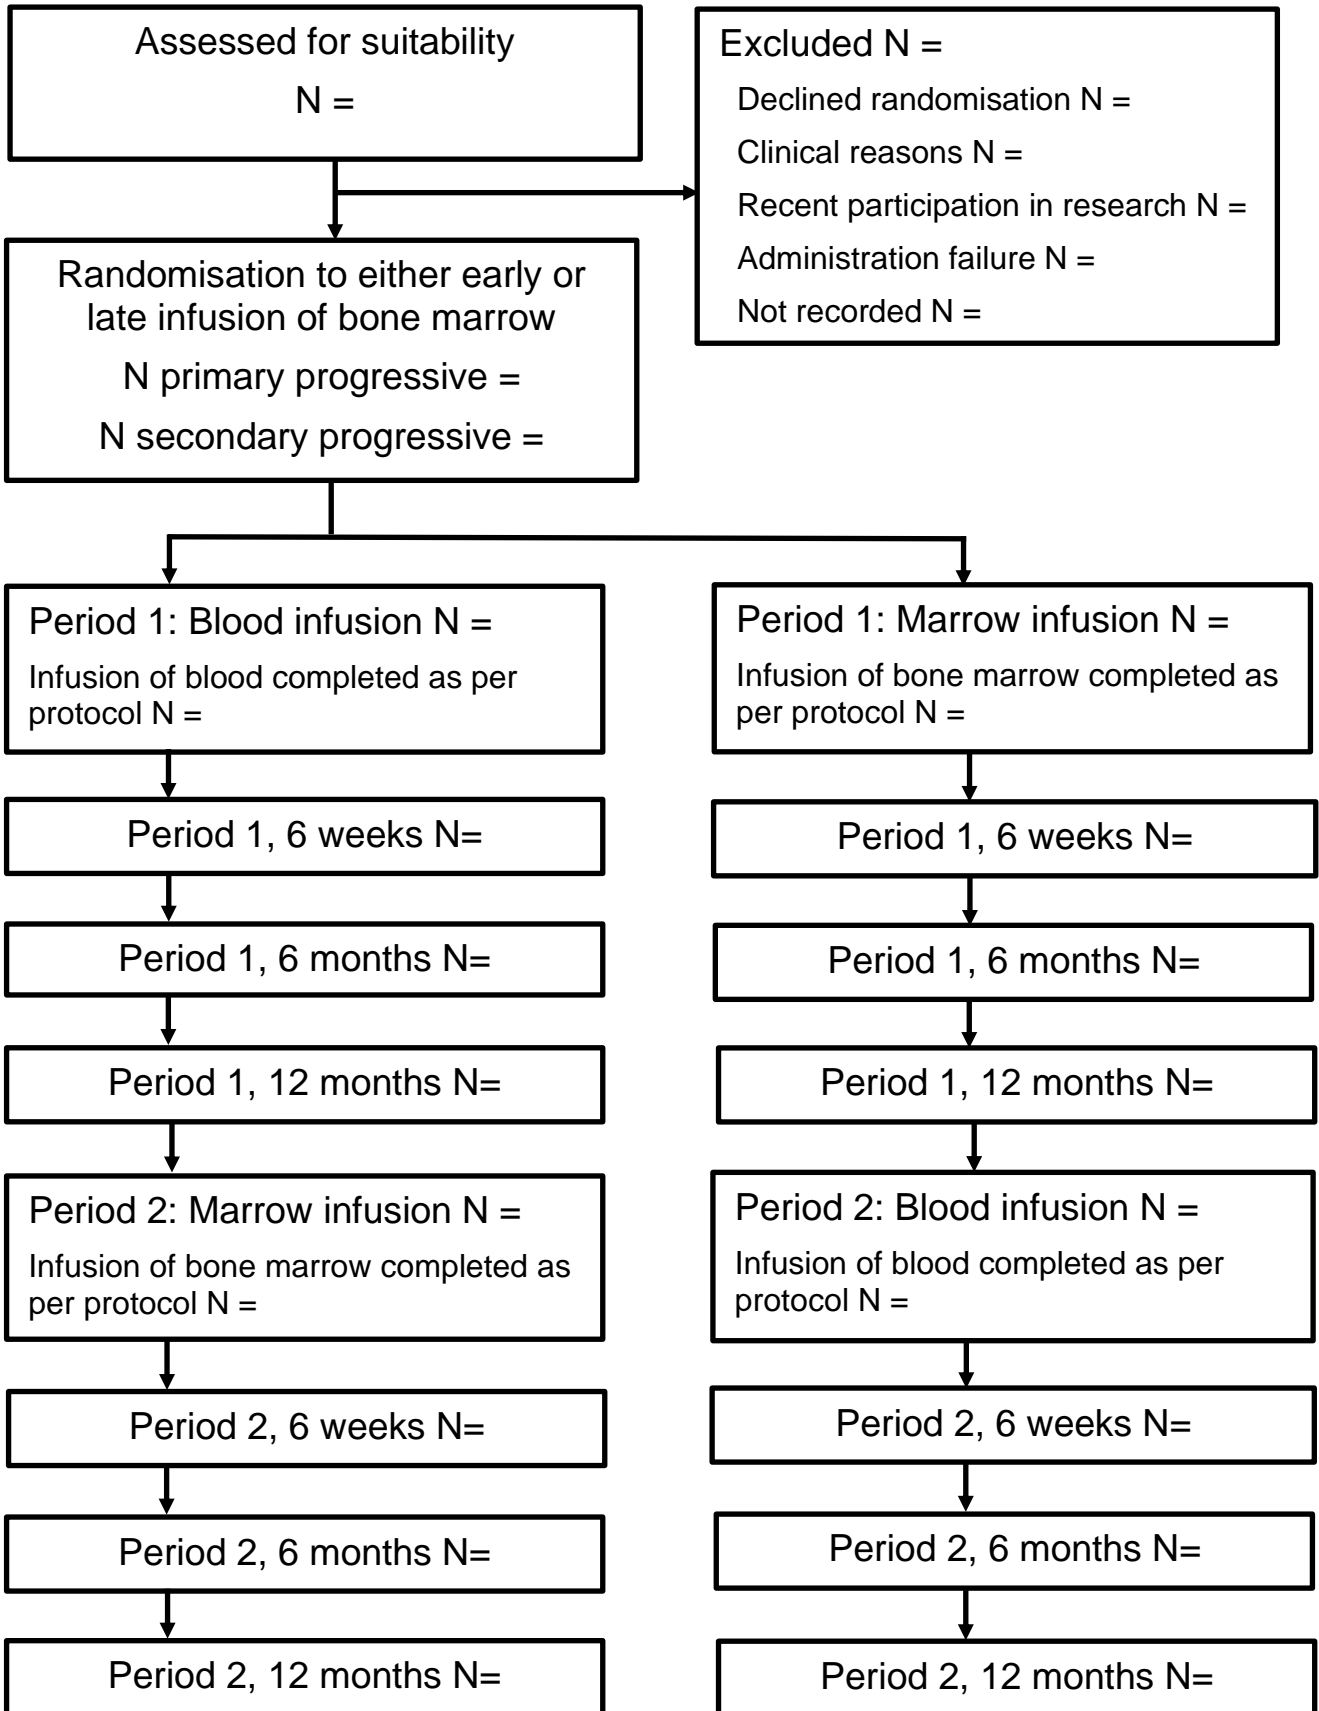 Assessed for suitability
N =
Excluded N =
Declined randomisation N =
Clinical reasons N =
Recent participation in research N =
Administration failure N =
Not recorded N =
Randomisation to either early or
late infusion of bone marrow
N primary progressive =
N secondary progressive =
Period 1: Blood infusion N =
Infusion of blood completed as per
protocol N =
Period 1, 6 weeks N=
Period 1, 6 months N=
Period 1, 12 months N=
Period 2: Marrow infusion N =
Infusion of bone marrow completed as
per protocol N =
Period 2, 6 weeks N=
Period 2, 6 months N=
Period 2, 12 months N=
Period 1: Marrow infusion N =
Infusion of bone marrow completed as
per protocol N =
Period 1, 6 weeks N=
Period 1, 6 months N=
Period 1, 12 months N=
Period 2: Blood infusion N =
Infusion of blood completed as per
protocol N =
Period 2, 6 weeks N=
Period 2, 6 months N=
Period 2, 12 months N=